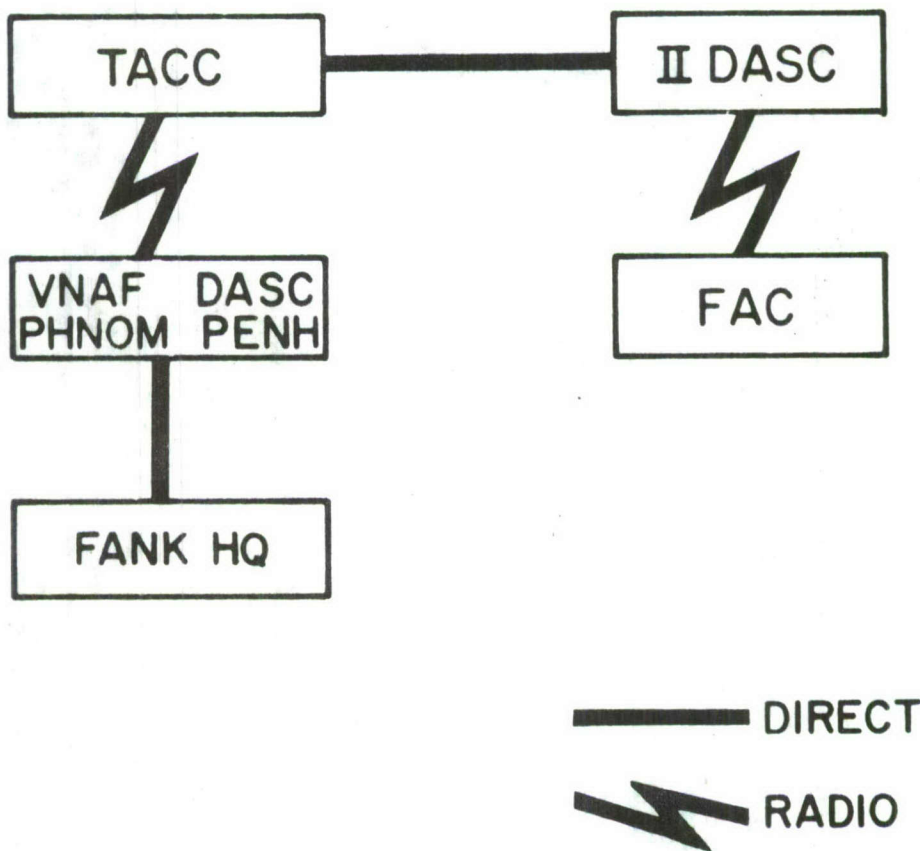 TACC
II DASC
VNAF DASC
PHNOM PENH
FAC
FANK HQ
DIRECT
RADIO